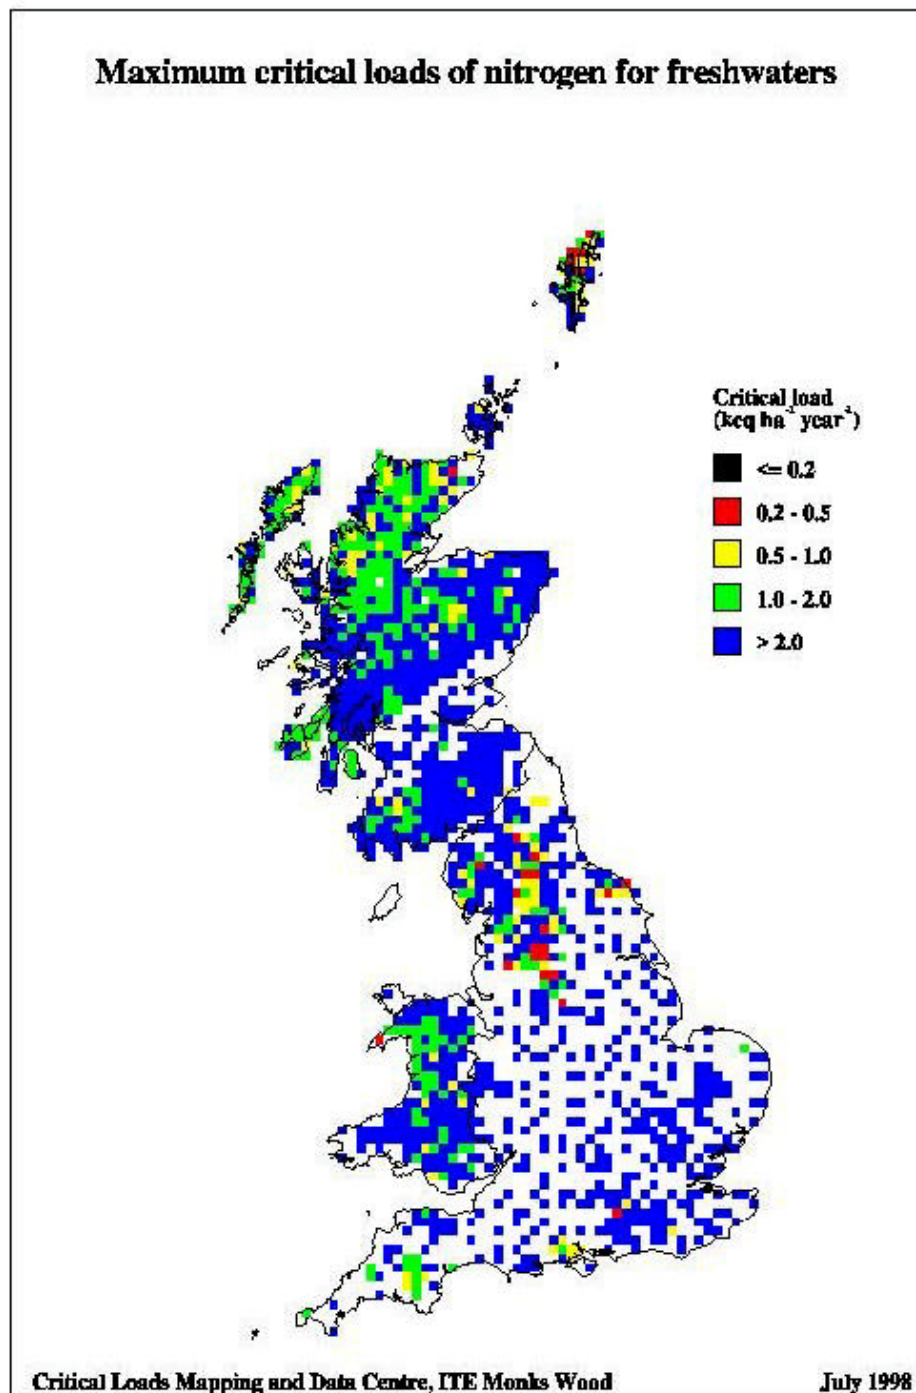 Maximum critical loads of nitrogen for freshwaters
Critical load
(keq ha⁻¹ year⁻¹)
<= 0.2
0.2 - 0.5
0.5 - 1.0
1.0 - 2.0
> 2.0
Critical Loads Mapping and Data Centre, ITE Monks Wood
July 1998